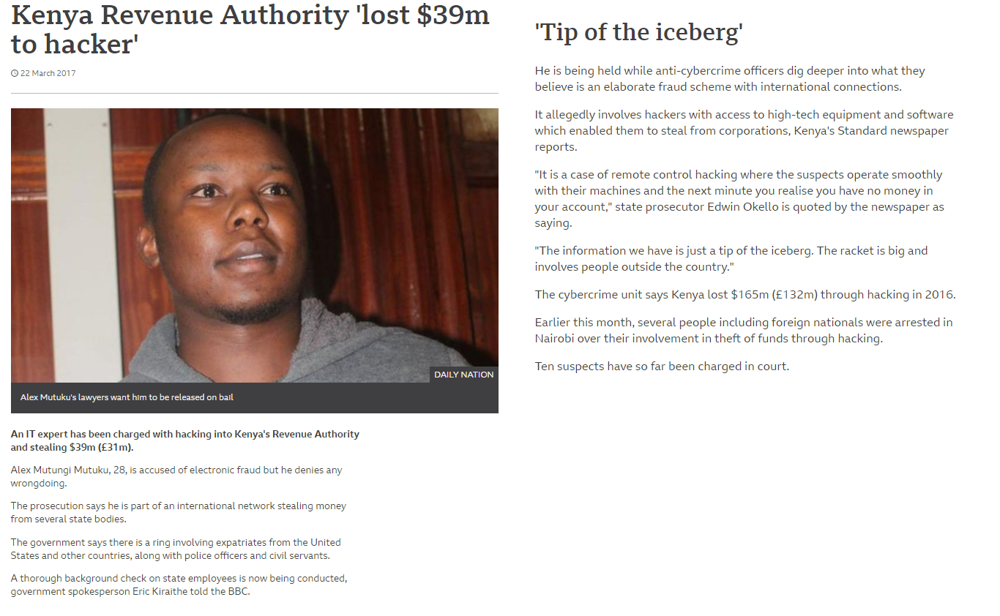 Kenya Revenue Authority 'lost $39m
to hacker'
22 March 2017
DAILY NATION
Alex Mutuku's lawyers want him to be released on bail
An IT expert has been charged with hacking into Kenya's Revenue Authority
and stealing $39m (£31m).
Alex Mutungi Mutuku, 28, is accused of electronic fraud but he denies any
wrongdoing.
The prosecution says he is part of an international network stealing money
from several state bodies.
The government says there is a ring involving expatriates from the United
States and other countries, along with police officers and civil servants.
A thorough background check on state employees is now being conducted,
government spokesperson Eric Kiraithe told the BBC.
'Tip of the iceberg'
He is being held while anti-cybercrime officers dig deeper into what they
believe is an elaborate fraud scheme with international connections.
It allegedly involves hackers with access to high-tech equipment and software
which enabled them to steal from corporations, Kenya's Standard newspaper
reports.
"It is a case of remote control hacking where the suspects operate smoothly
with their machines and the next minute you realise you have no money in
your account," state prosecutor Edwin Okello is quoted by the newspaper as
saying.
"The information we have is just a tip of the iceberg. The racket is big and
involves people outside the country."
The cybercrime unit says Kenya lost $165m (£132m) through hacking in 2016.
Earlier this month, several people including foreign nationals were arrested in
Nairobi over their involvement in theft of funds through hacking.
Ten suspects have so far been charged in court.